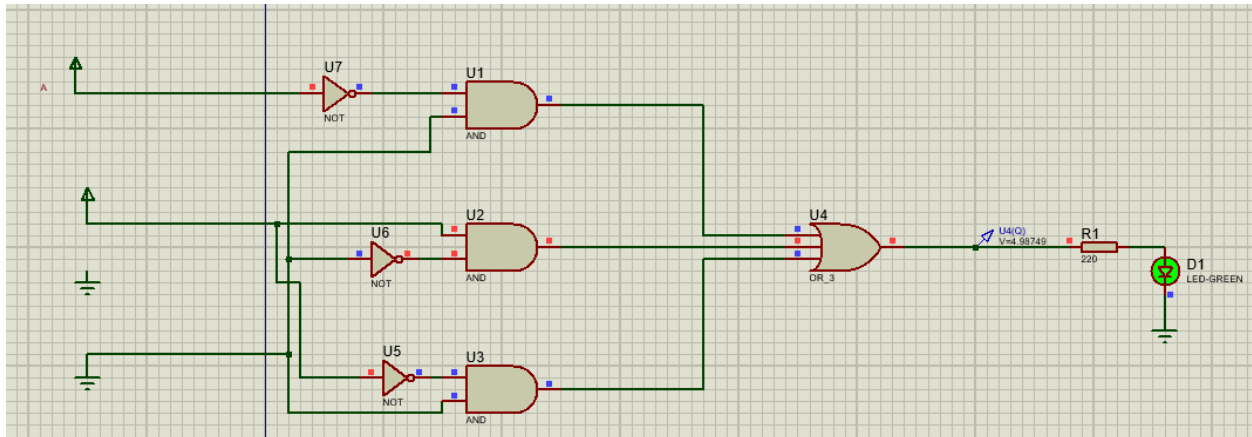 A
U7
NOT
U1
AND
U2
AND
U6
NOT
U5
NOT
U3
AND
U4
OR_3
U4(Q)
V=4.98749
R1
220
D1
LED-GREEN